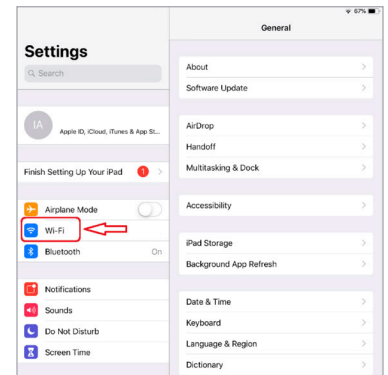 67%
Settings
General
Search
IA
Apple ID, iCloud, iTunes & App St...
Finish Setting Up Your iPad 1
Airplane Mode
Wi-Fi
Bluetooth On
Notifications
Sounds
Do Not Disturb
Screen Time
About
Software Update
AirDrop
Handoff
Multitasking & Dock
Accessibility
iPad Storage
Background App Refresh
Date & Time
Keyboard
Language & Region
Dictionary